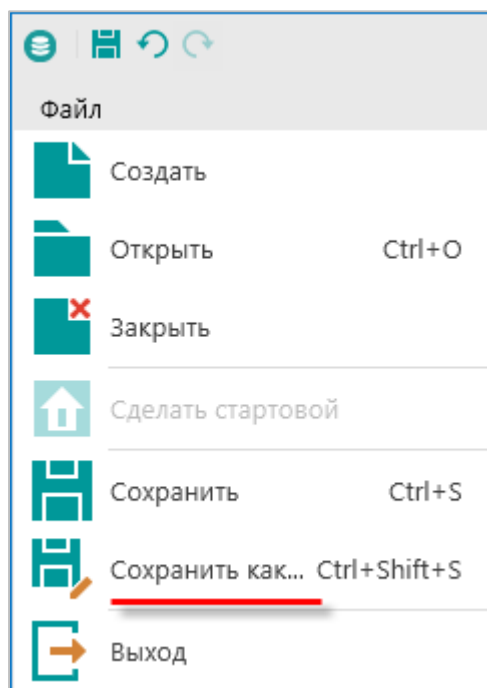 Файл
Создать
Открыть Ctrl+O
Закрыть
Сделать стартовой
Сохранить Ctrl+S
Сохранить как... Ctrl+Shift+S
Выход